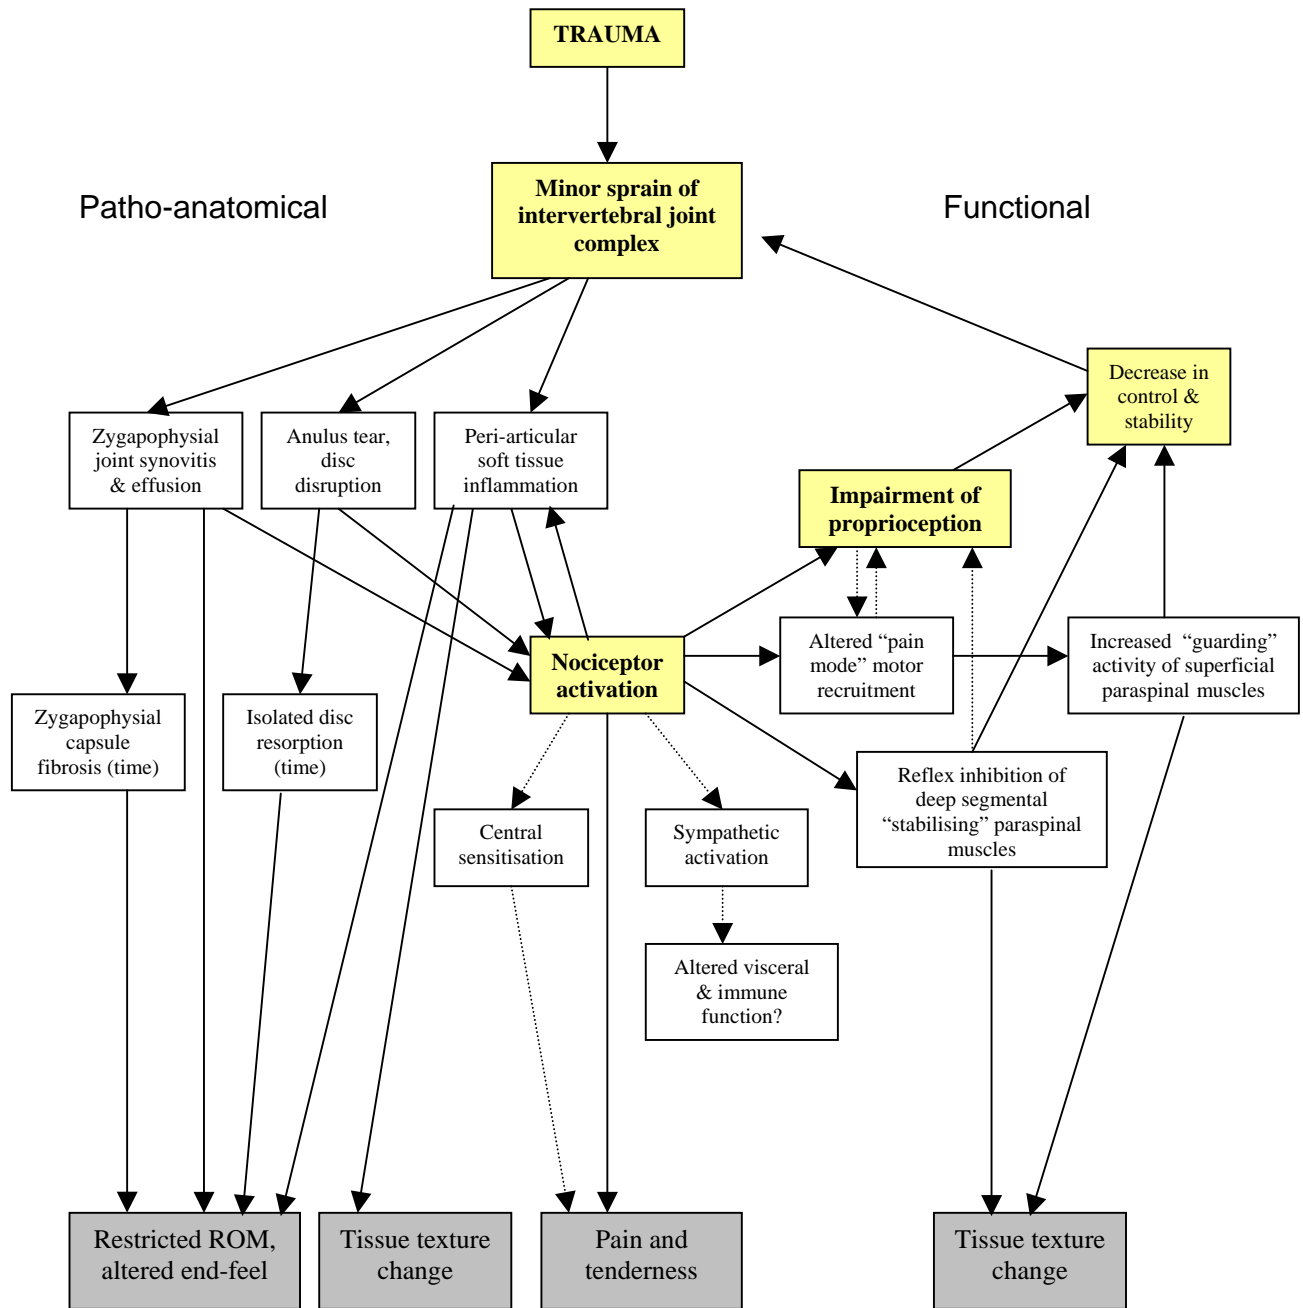 TRAUMA
Minor sprain of
intervertebral joint
complex
Patho-anatomical
Functional
Decrease in
control &
stability
Zygapophysial
joint synovitis
& effusion
Anulus tear,
disc
disruption
Peri-articular
soft tissue
inflammation
Impairment of
proprioception
Nociceptor
activation
Altered “pain
mode” motor
recruitment
Increased “guarding”
activity of superficial
paraspinal muscles
Zygapophysial
capsule
fibrosis (time)
Isolated disc
resorption
(time)
Reflex inhibition of
deep segmental
“stabilising” paraspinal
muscles
Central
sensitisation
Sympathetic
activation
Altered visceral
& immune
function?
Restricted ROM,
altered end-feel
Tissue texture
change
Pain and
tenderness
Tissue texture
change